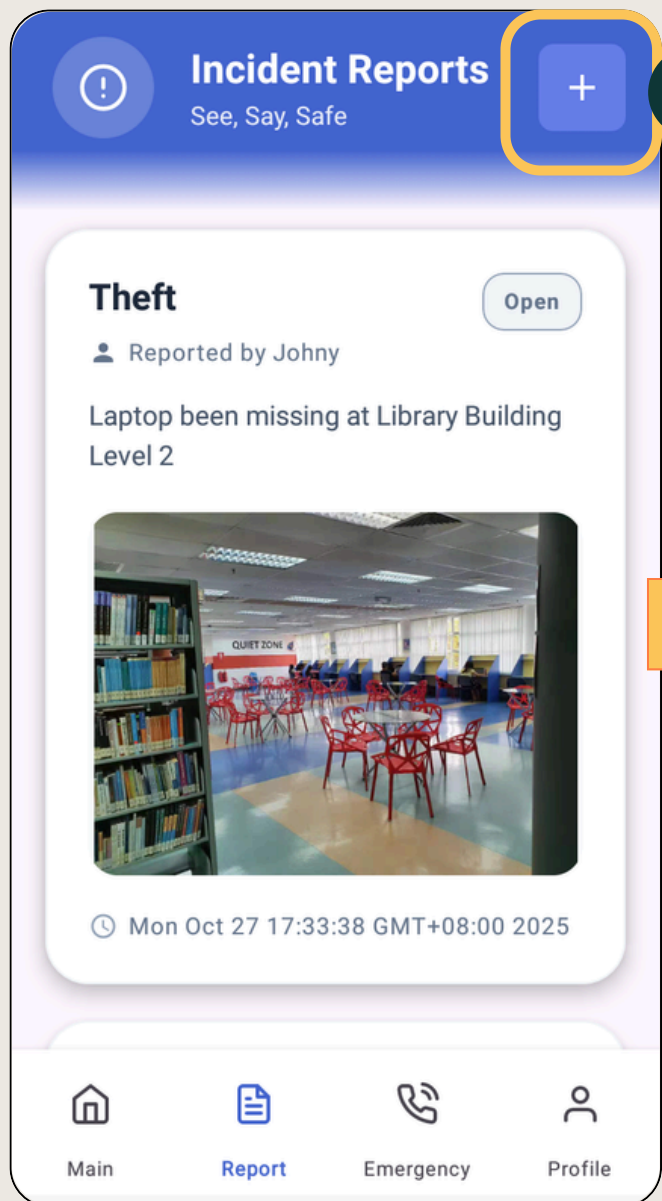 Incident Reports
See, Say, Safe
Theft
Open
Reported by Johny
Laptop been missing at Library Building
Level 2
QUIET ZONE
Mon Oct 27 17:33:38 GMT+08:00 2025
Main
Report
Emergency
Profile